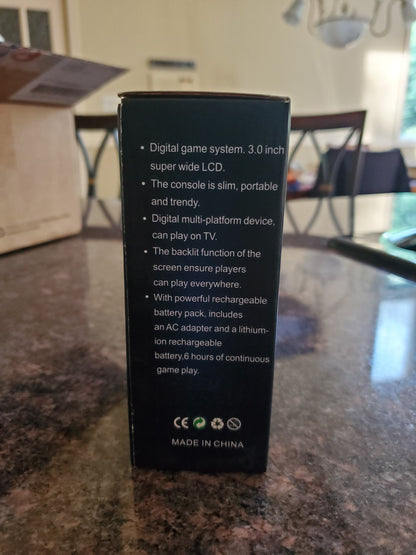 • Digital game system. 3.0 inch
super wide LCD.
• The console is slim, portable
and trendy.
• Digital multi-platform device,
can play on TV.
• The backlit function of the
screen ensure players
can play everywhere.
• With powerful rechargeable
battery pack, includes
an AC adapter and a lithium-
ion rechargeable
battery,6 hours of continuous
game play.
CE
MADE IN CHINA